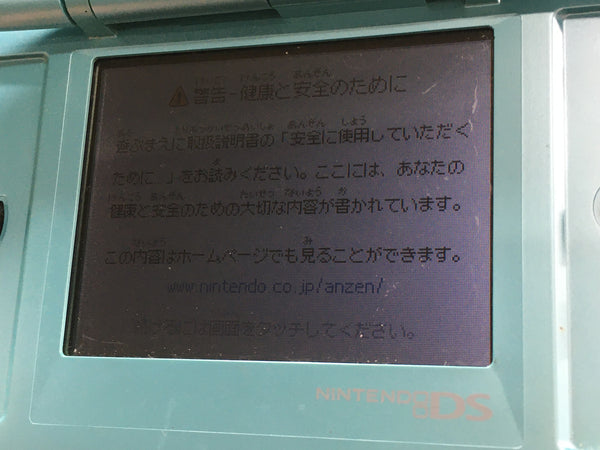 警告-健康と安全のために
遊ぶまえに取扱説明書の「安全に使用していただく
ために…」をお読みください。ここには、あなたの
健康と安全のための大切な内容が書かれています。
この内容はホームページでも見ることができます。
www.nintendo.co.jp/anzen/
続けるには画面をタッチしてください。
NINTENDO DS